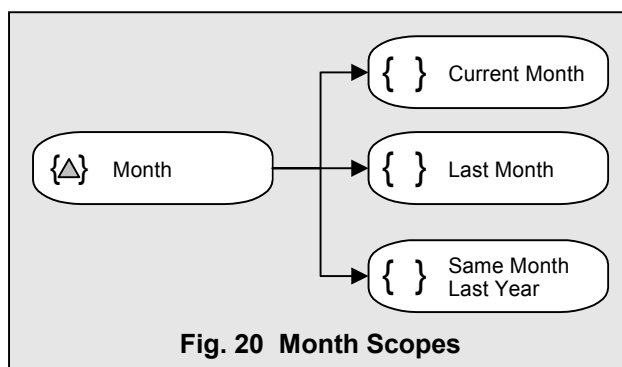 { } Current Month
{ } Month
{ } Last Month
{ } Same Month
Last Year
Fig. 20 Month Scopes